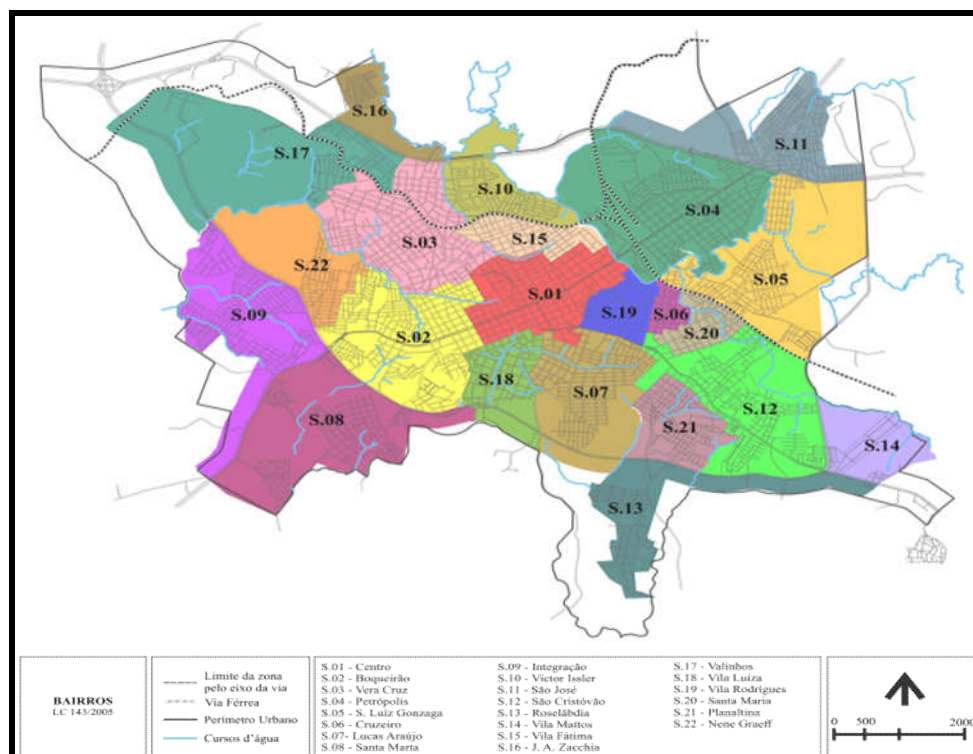 S.16
S.11
S.17
S.10
S.04
S.03
S.15
S.05
S.22
S.01
S.09
S.19
S.06
S.02
S.20
S.18
S.07
S.12
S.08
S.21
S.14
S.13
BAIRROS
LC 143/2005
Limite da zona
pelo eixo da via
Via Férrea
Perímetro Urbano
Cursos d'água
S.01 - Centro
S.02 - Boqueirão
S.03 - Vera Cruz
S.04 - Petrópolis
S.05 - S. Luiz Gonzaga
S.06 - Cruzeiro
S.07- Lucas Araújo
S.08 - Santa Marta
S.09 - Integração
S.10 - Victor Issler
S.11 - São José
S.12 - São Cristóvão
S.13 - Roselâbdia
S.14 - Vila Mattos
S.15 - Vila Fátima
S.16 - J. A. Zacchia
S.17 - Valinhos
S.18 - Vila Luiza
S.19 - Vila Rodrigues
S.20 - Santa Maria
S.21 - Planaltina
S.22 - Nene Graeff
0 500 2000